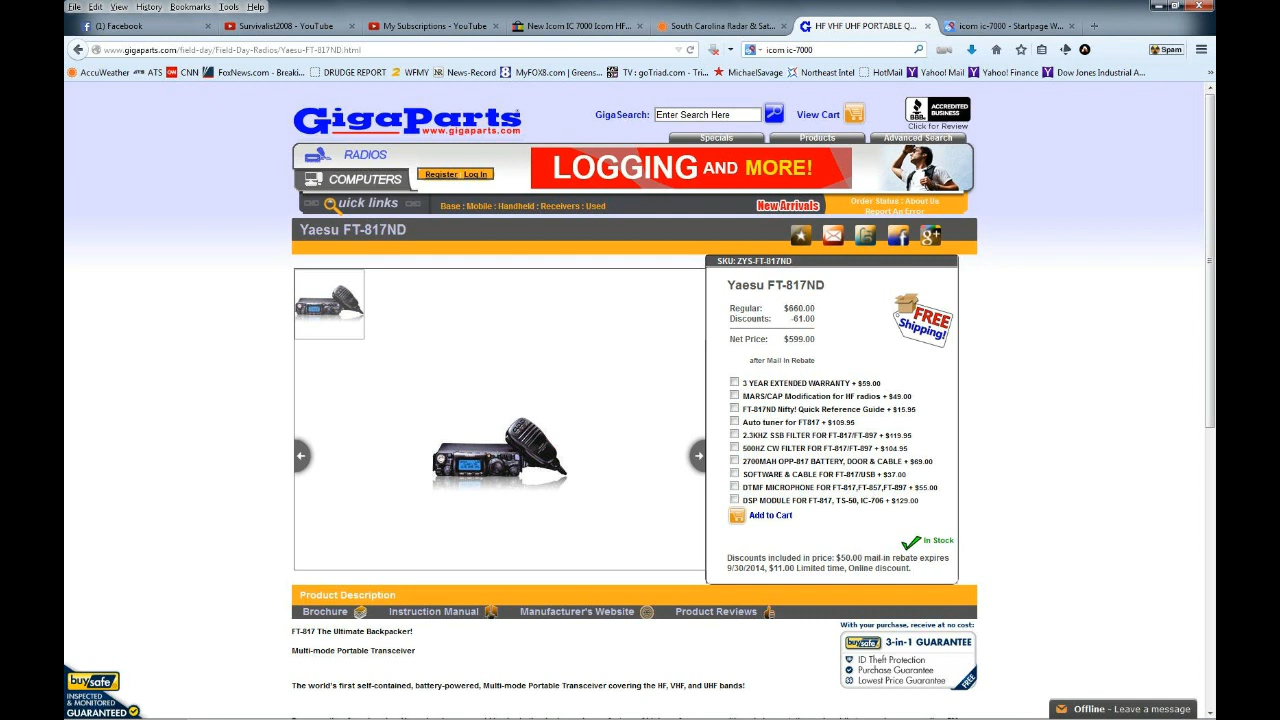 File Edit View History Bookmarks Tools Help
(1) Facebook
Survivalist2008 - YouTube
My Subscriptions - YouTube
New Icom IC 7000 Icom HF...
South Carolina Radar & Sat...
HF VHF UHF PORTABLE Q...
icom ic-7000 - Startpage W...
www.gigaparts.com/field-day/Field-Day-Radios/Yaesu-FT-817ND.html
icom ic-7000
Spam
AccuWeather ATS CNN FoxNews.com - Breaki... DRUDGE REPORT WFMY News-Record MyFOX8.com | Greens... TV : goTriad.com - Tri... MichaelSavage Northeast Intel HotMail Yahoo! Mail Yahoo! Finance Dow Jones Industrial A...
GigaParts
www.gigaparts.com
GigaSearch: Enter Search Here
View Cart
BBB.
ACCREDITED
BUSINESS
Click for Review
Specials Products Advanced Search
RADIOS
COMPUTERS
Register Log In
LOGGING AND MORE!
Quick links
Base : Mobile : Handheld : Receivers : Used
New Arrivals
Order Status : About Us
Report An Error
Yaesu FT-817ND
SKU: ZYS-FT-817ND
Yaesu FT-817ND
Regular: $660.00
Discounts: -61.00
Net Price: $599.00
after Mail In Rebate
FREE
Shipping!
3 YEAR EXTENDED WARRANTY + $59.00
MARS/CAP Modification for HF radios + $49.00
FT-817ND Nifty! Quick Reference Guide + $15.95
Auto tuner for FT817 + $109.95
2.3KHZ SSB FILTER FOR FT-817/FT-897 + $119.95
500HZ CW FILTER FOR FT-817/FT-897 + $104.95
2700MAH OPP-817 BATTERY, DOOR & CABLE + $69.00
SOFTWARE & CABLE FOR FT-817/USB + $37.00
DTMF MICROPHONE FOR FT-817,FT-857,FT-897 + $55.00
DSP MODULE FOR FT-817, TS-50, IC-706 + $129.00
Add to Cart
In Stock
Discounts included in price: $50.00 mail-in rebate expires
9/30/2014, $11.00 Limited time, Online discount.
Product Description
Brochure Instruction Manual Manufacturer's Website Product Reviews
FT-817 The Ultimate Backpacker!
Multi-mode Portable Transceiver
The world's first self-contained, battery-powered, Multi-mode Portable Transceiver covering the HF, VHF, and UHF bands!
With your purchase, receive at no cost:
buySAFE 3-in-1 GUARANTEE
ID Theft Protection
Purchase Guarantee
Lowest Price Guarantee
FREE
buySAFE
INSPECTED
& MONITORED
GUARANTEED
Offline - Leave a message